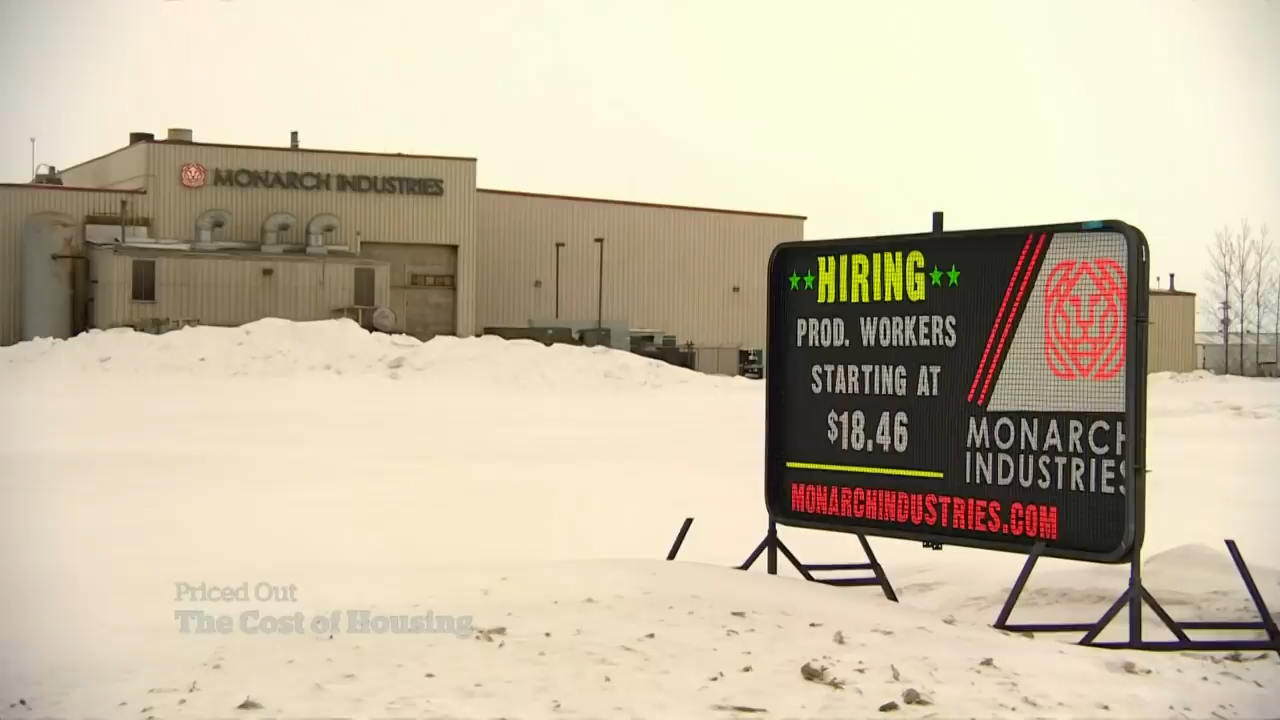 MONARCH INDUSTRIES
★★HIRING★★
PROD. WORKERS
STARTING AT
$18.46
MONARCH
INDUSTRIES
MONARCHINDUSTRIES.COM
Priced Out
The Cost of Housing